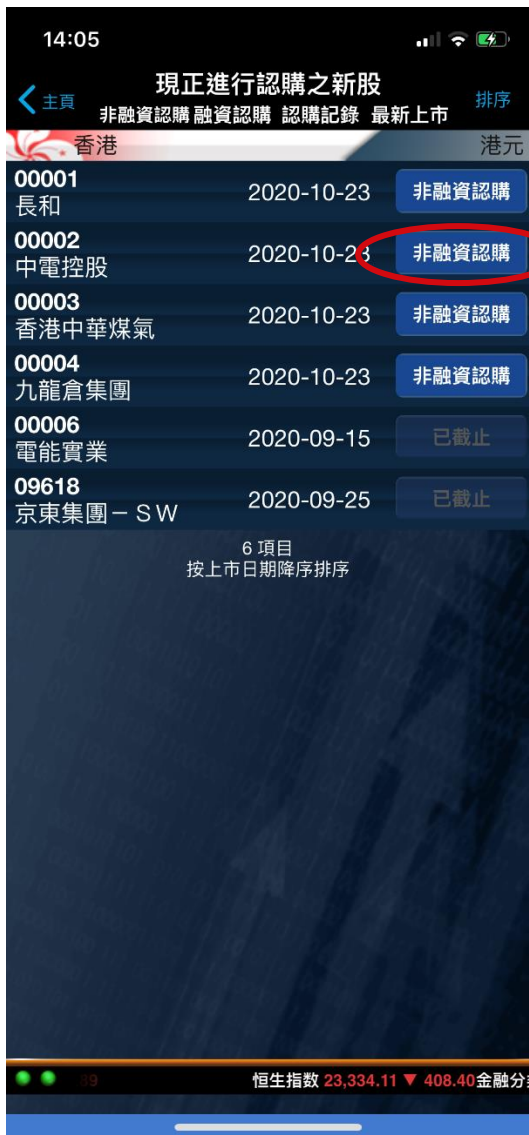 14:05
主頁
現正進行認購之新股
排序
非融資認購 融資認購 認購記錄 最新上市
香港 港元
00001
長和 2020-10-23 非融資認購
00002
中電控股 2020-10-23 非融資認購
00003
香港中華煤氣 2020-10-23 非融資認購
00004
九龍倉集團 2020-10-23 非融資認購
00006
電能實業 2020-09-15 已截止
09618
京東集團－ＳＷ 2020-09-25 已截止
6 項目
按上市日期降序排序
89 恒生指数 23,334.11 ▼ 408.40 金融分